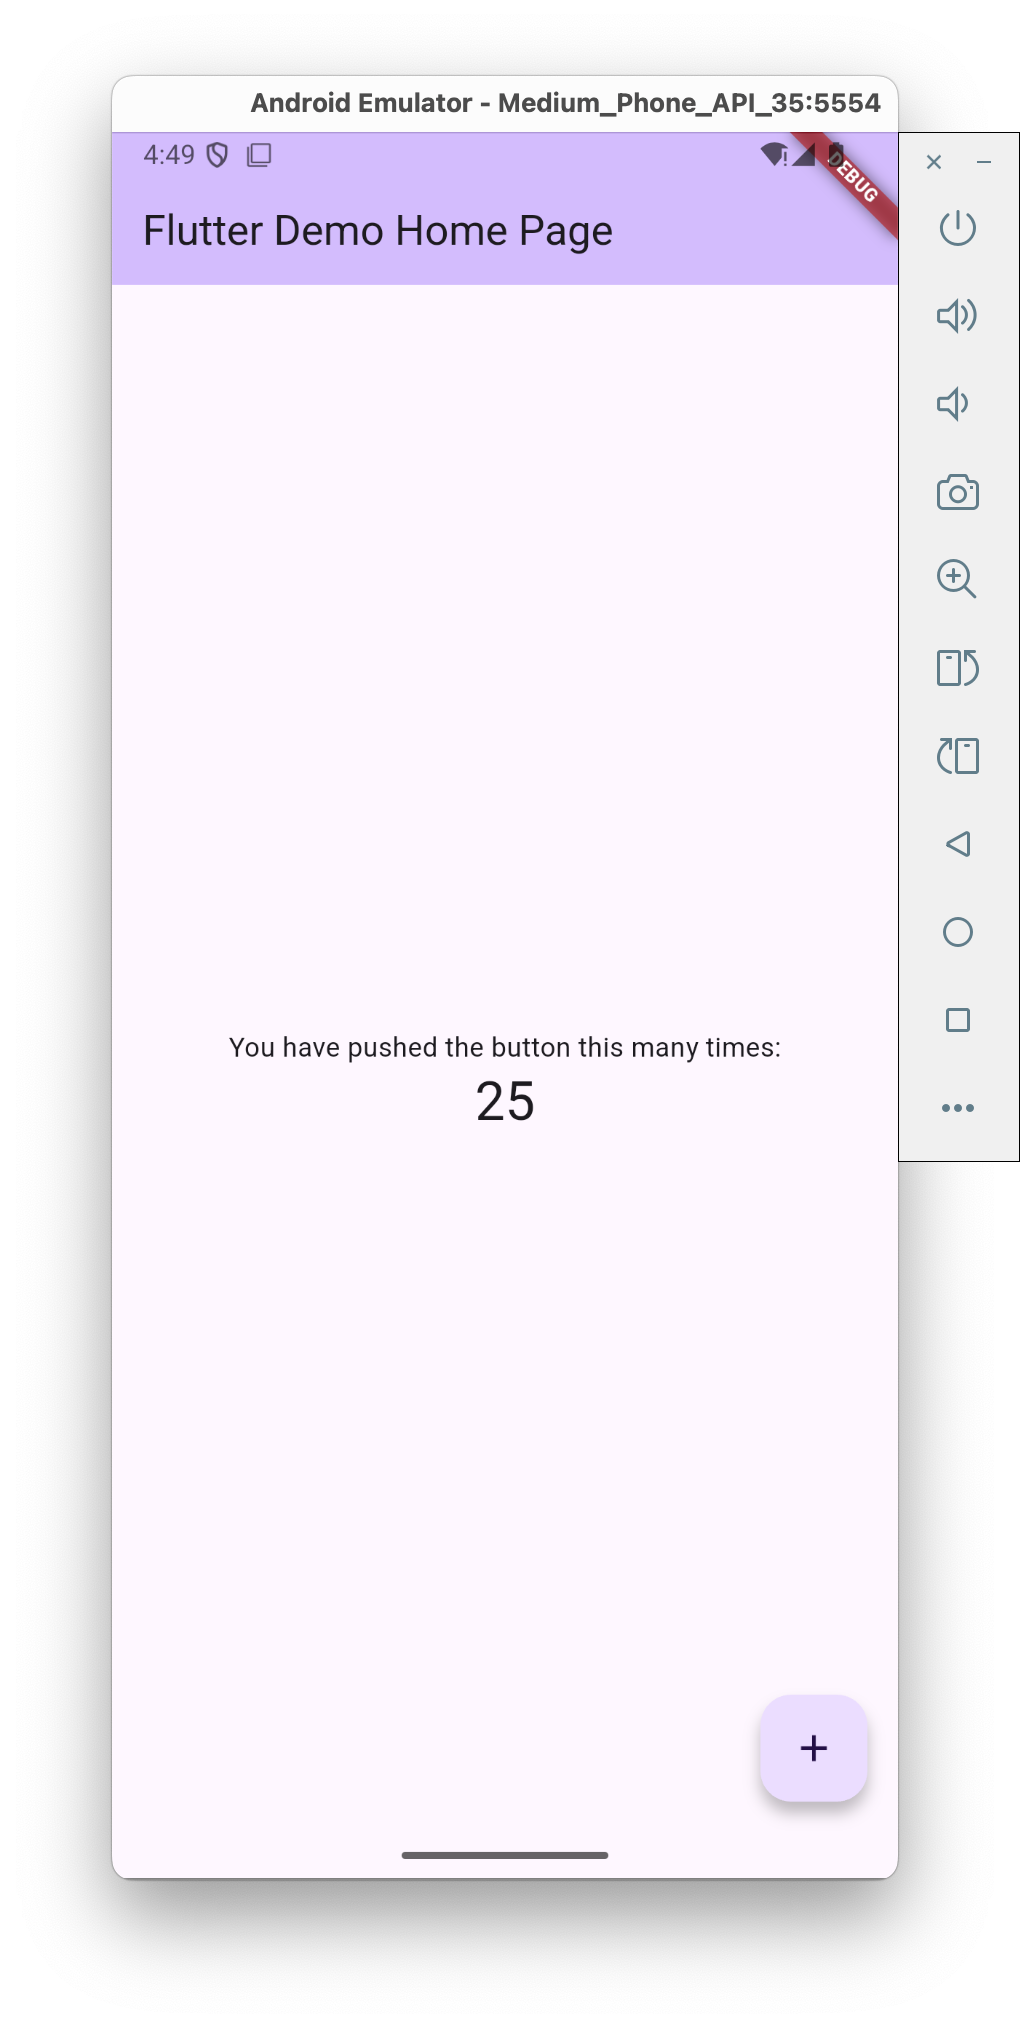 Android Emulator - Medium_Phone_API_35:5554
4:49
DEBUG
Flutter Demo Home Page
You have pushed the button this many times:
25